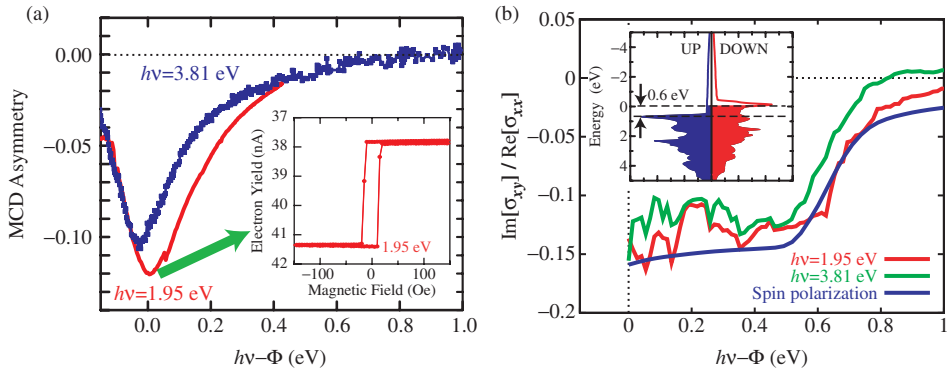 (a)
0.00
−0.05
−0.10
MCD Asymmetry
hν=3.81 eV
hν=1.95 eV
0.0
0.2
0.4
0.6
0.8
1.0
hν−Φ (eV)
37
38
39
40
41
42
Electron Yield (nA)
1.95 eV
−100
0
100
Magnetic Field (Oe)
(b)
0
−0.05
−0.1
−0.15
−0.2
Im[σxy] / Re[σxx]
−4
−2
0
2
4
Energy (eV)
UP
DOWN
0.6 eV
hν=1.95 eV
hν=3.81 eV
Spin polarization
0
0.2
0.4
0.6
0.8
1
hν−Φ (eV)